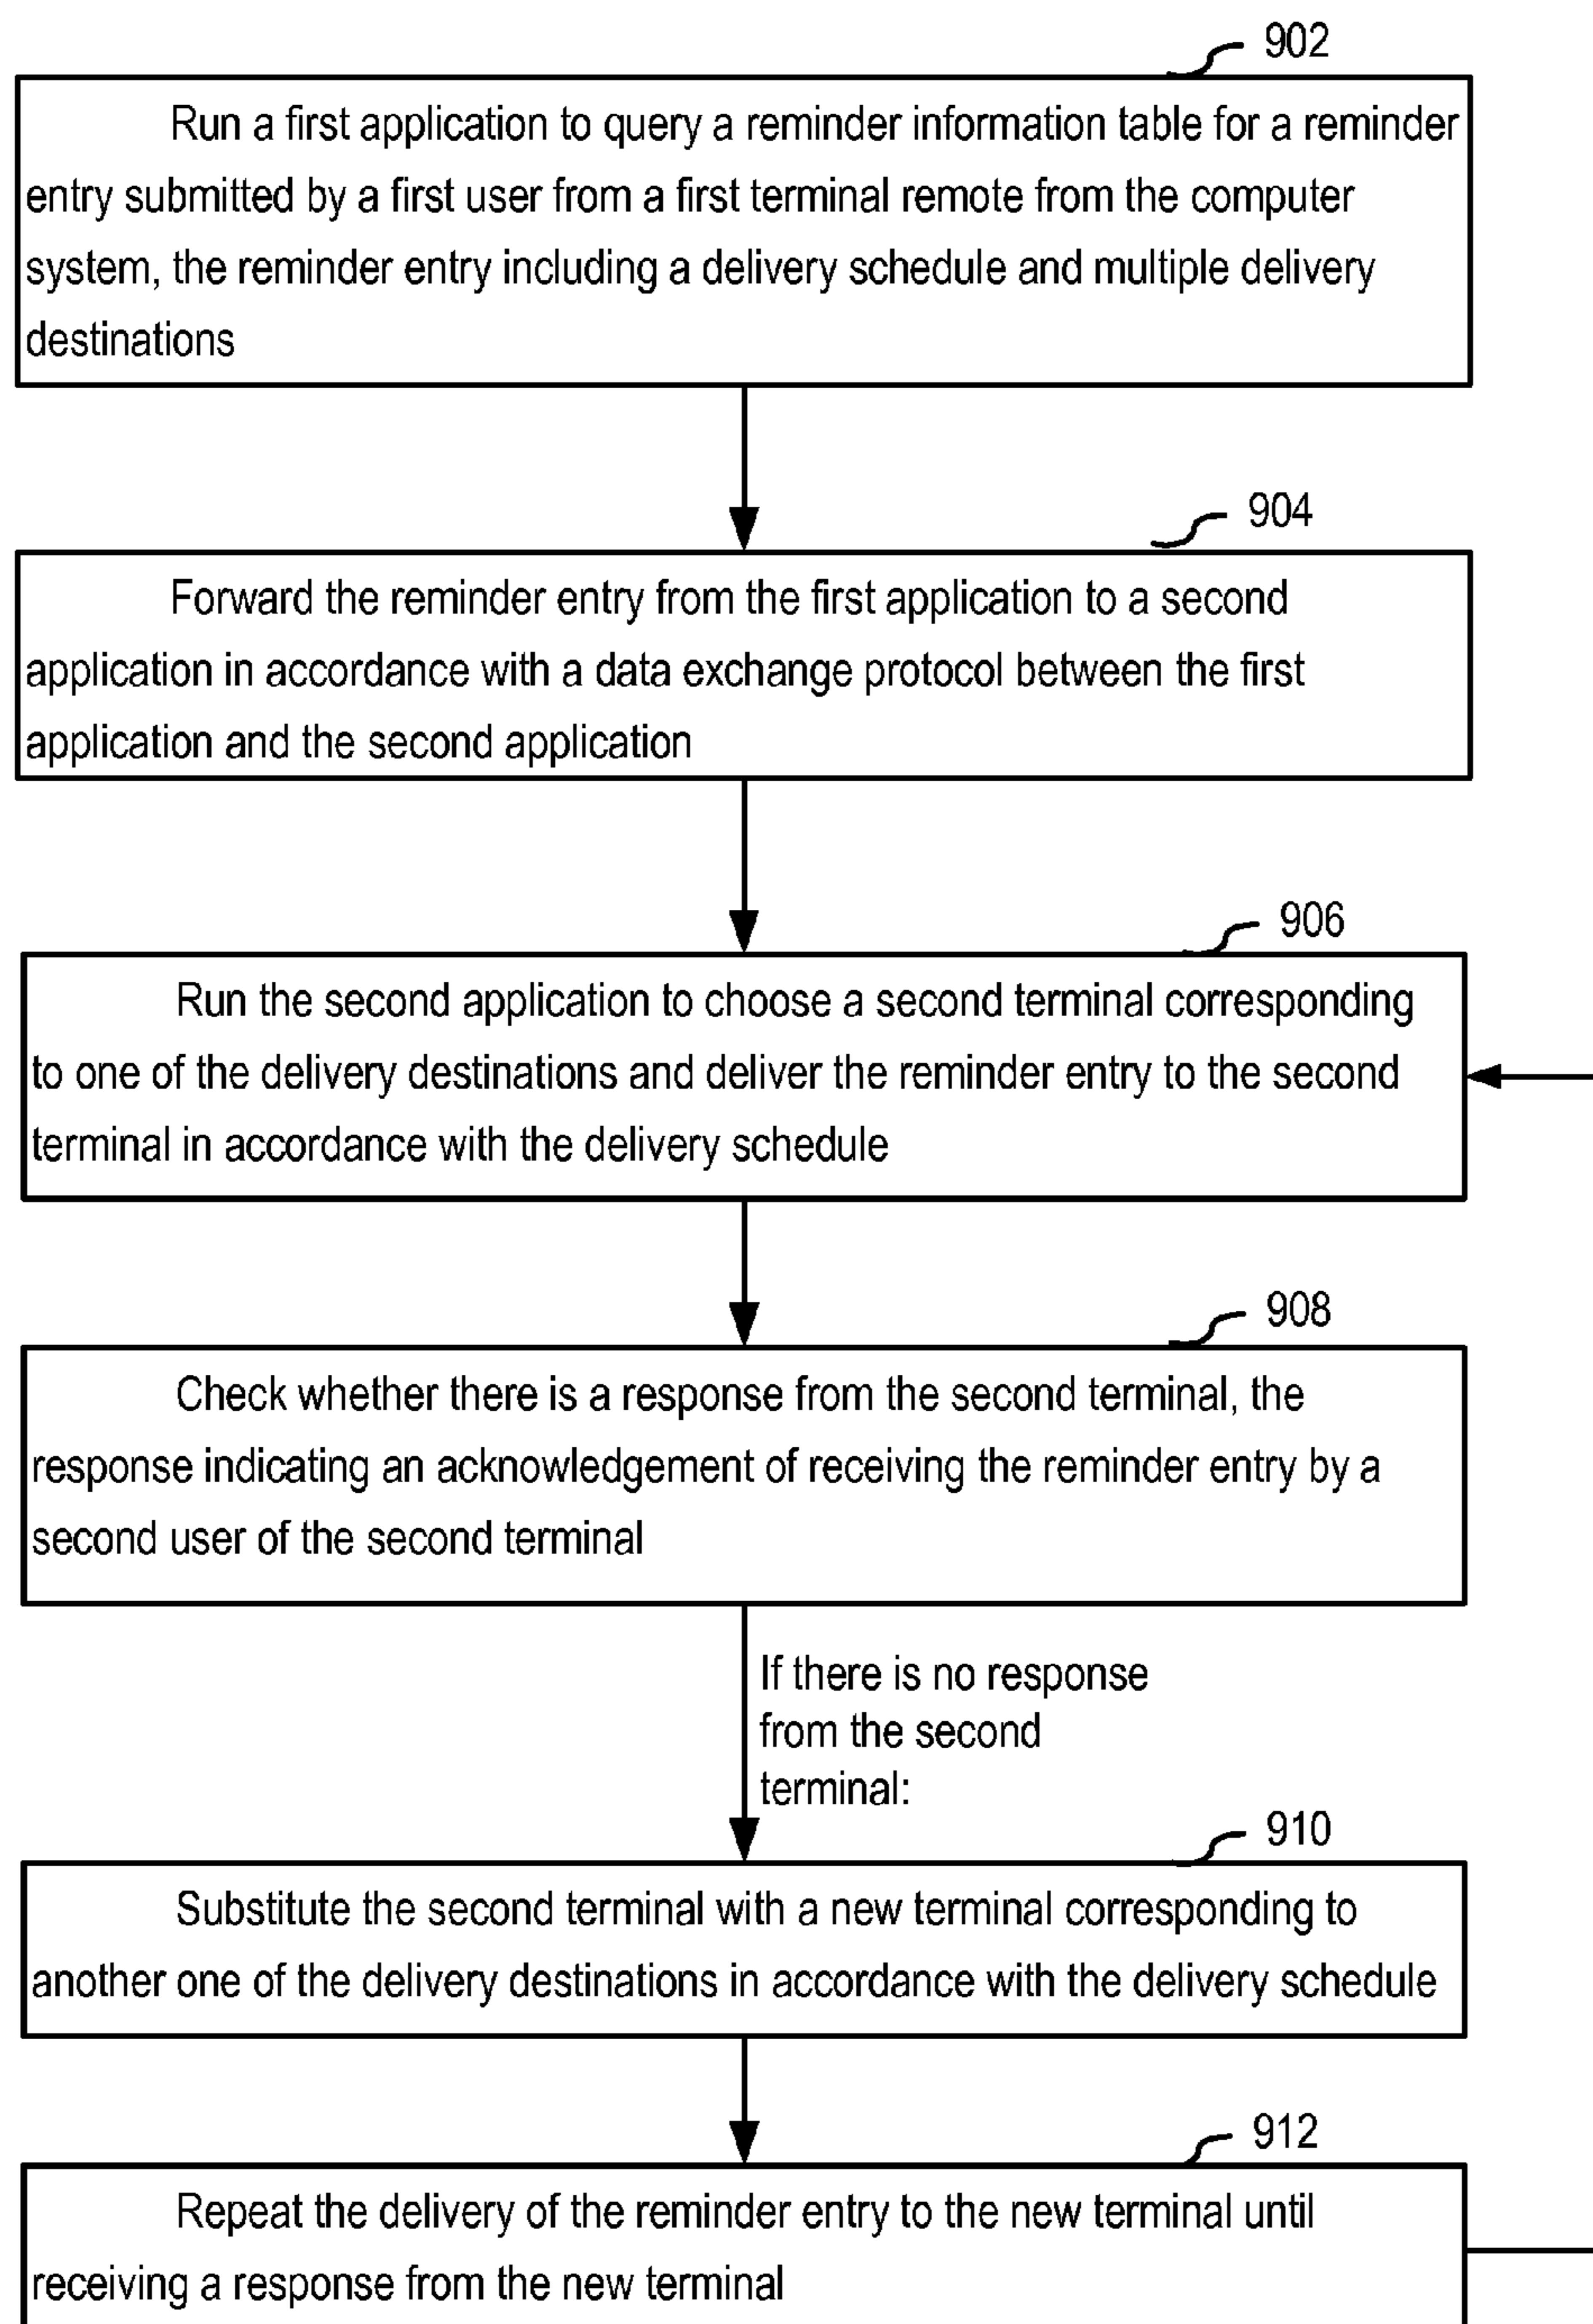 902
Run a first application to query a reminder information table for a reminder
entry submitted by a first user from a first terminal remote from the computer
system, the reminder entry including a delivery schedule and multiple delivery
destinations
904
Forward the reminder entry from the first application to a second
application in accordance with a data exchange protocol between the first
application and the second application
906
Run the second application to choose a second terminal corresponding
to one of the delivery destinations and deliver the reminder entry to the second
terminal in accordance with the delivery schedule
908
Check whether there is a response from the second terminal, the
response indicating an acknowledgement of receiving the reminder entry by a
second user of the second terminal
If there is no response
from the second
terminal:
910
Substitute the second terminal with a new terminal corresponding to
another one of the delivery destinations in accordance with the delivery schedule
912
Repeat the delivery of the reminder entry to the new terminal until
receiving a response from the new terminal